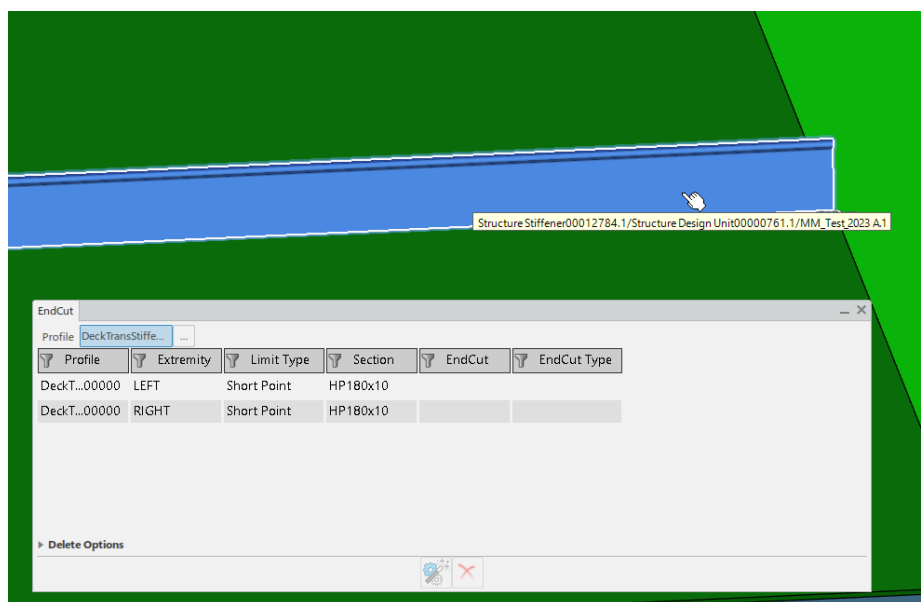 Structure Stiffener00012784.1/Structure Design Unit00000761.1/MM_Test_2023 A.1
EndCut
Profile DeckTransStiffe... ...
Profile Extremity Limit Type Section EndCut EndCut Type
DeckT...00000 LEFT Short Point HP180x10
DeckT...00000 RIGHT Short Point HP180x10
Delete Options